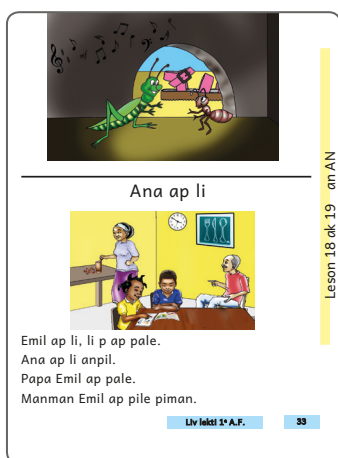 Ana ap li
Emil ap li, li p ap pale.
Ana ap li anpil.
Papa Emil ap pale.
Manman Emil ap pile piman.
Liv lekti 1ᵉ A.F. 33
Leson 18 ak 19 an AN